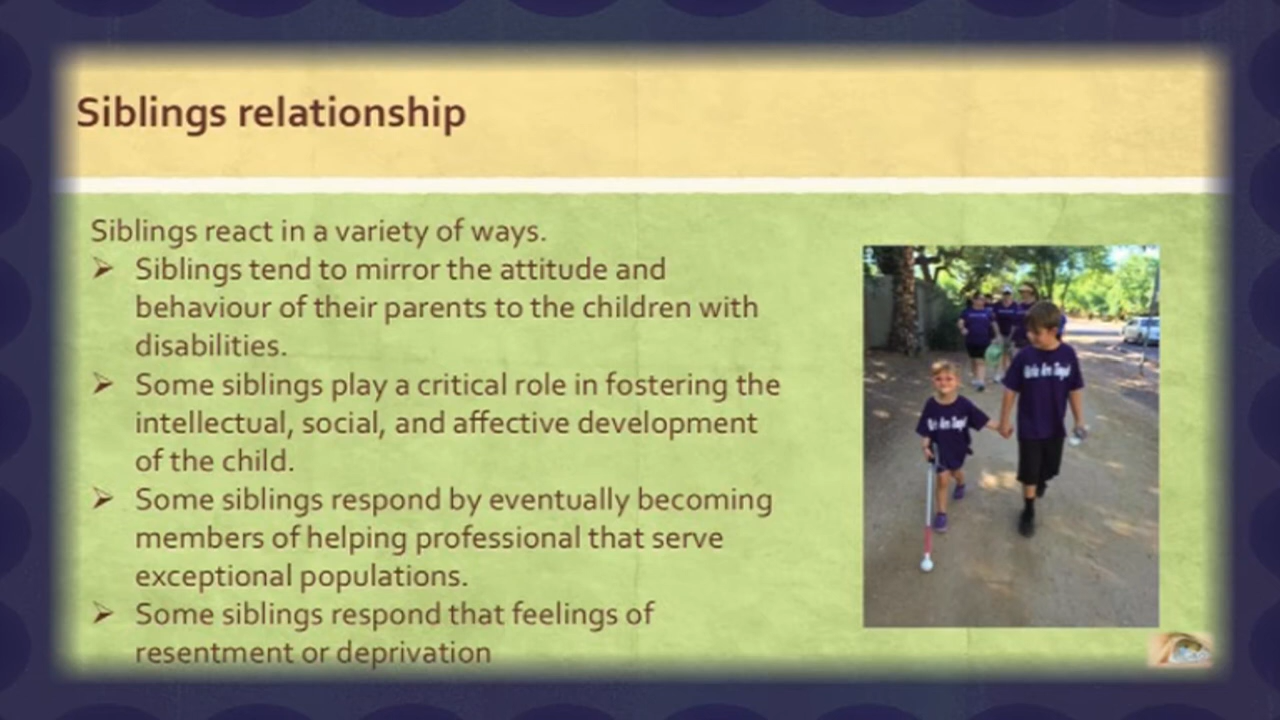 Siblings relationship
Siblings react in a variety of ways.
Siblings tend to mirror the attitude and
behaviour of their parents to the children with
disabilities.
Some siblings play a critical role in fostering the
intellectual, social, and affective development
of the child.
Some siblings respond by eventually becoming
members of helping professional that serve
exceptional populations.
Some siblings respond that feelings of
resentment or deprivation